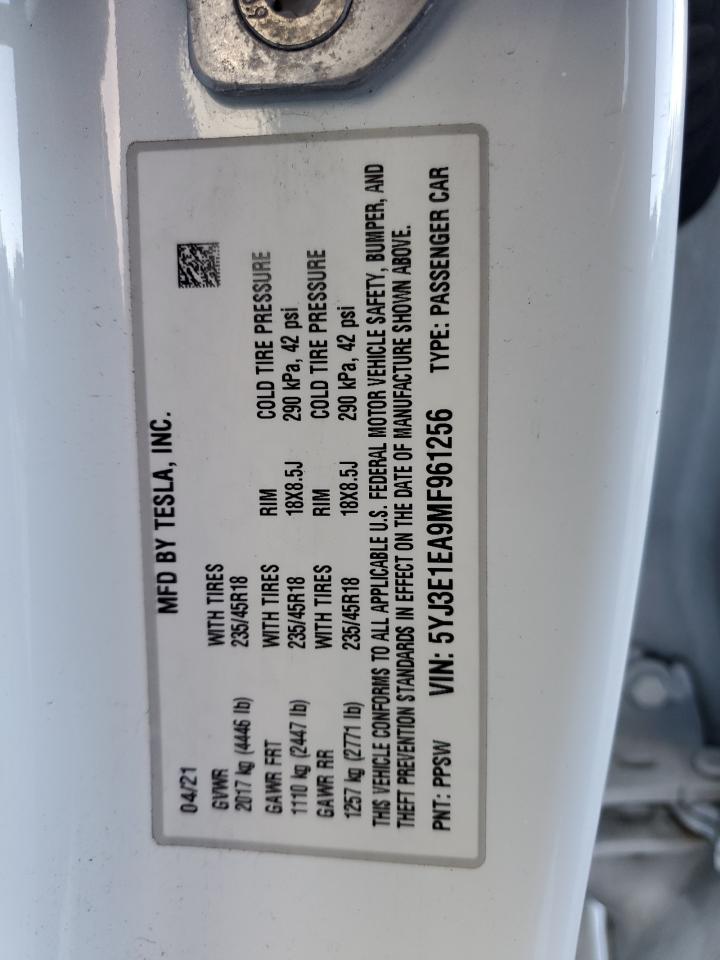 MFD BY TESLA, INC.
04/21
GVWR WITH TIRES
2017 kg (4446 lb) 235/45R18
GAWR FRT WITH TIRES RIM COLD TIRE PRESSURE
1110 kg (2447 lb) 235/45R18 18X8.5J 290 kPa, 42 psi
GAWR RR WITH TIRES RIM COLD TIRE PRESSURE
1257 kg (2771 lb) 235/45R18 18X8.5J 290 kPa, 42 psi
THIS VEHICLE CONFORMS TO ALL APPLICABLE U.S. FEDERAL MOTOR VEHICLE SAFETY, BUMPER, AND
THEFT PREVENTION STANDARDS IN EFFECT ON THE DATE OF MANUFACTURE SHOWN ABOVE.
PNT: PPSW VIN: 5YJ3E1EA9MF961256 TYPE: PASSENGER CAR